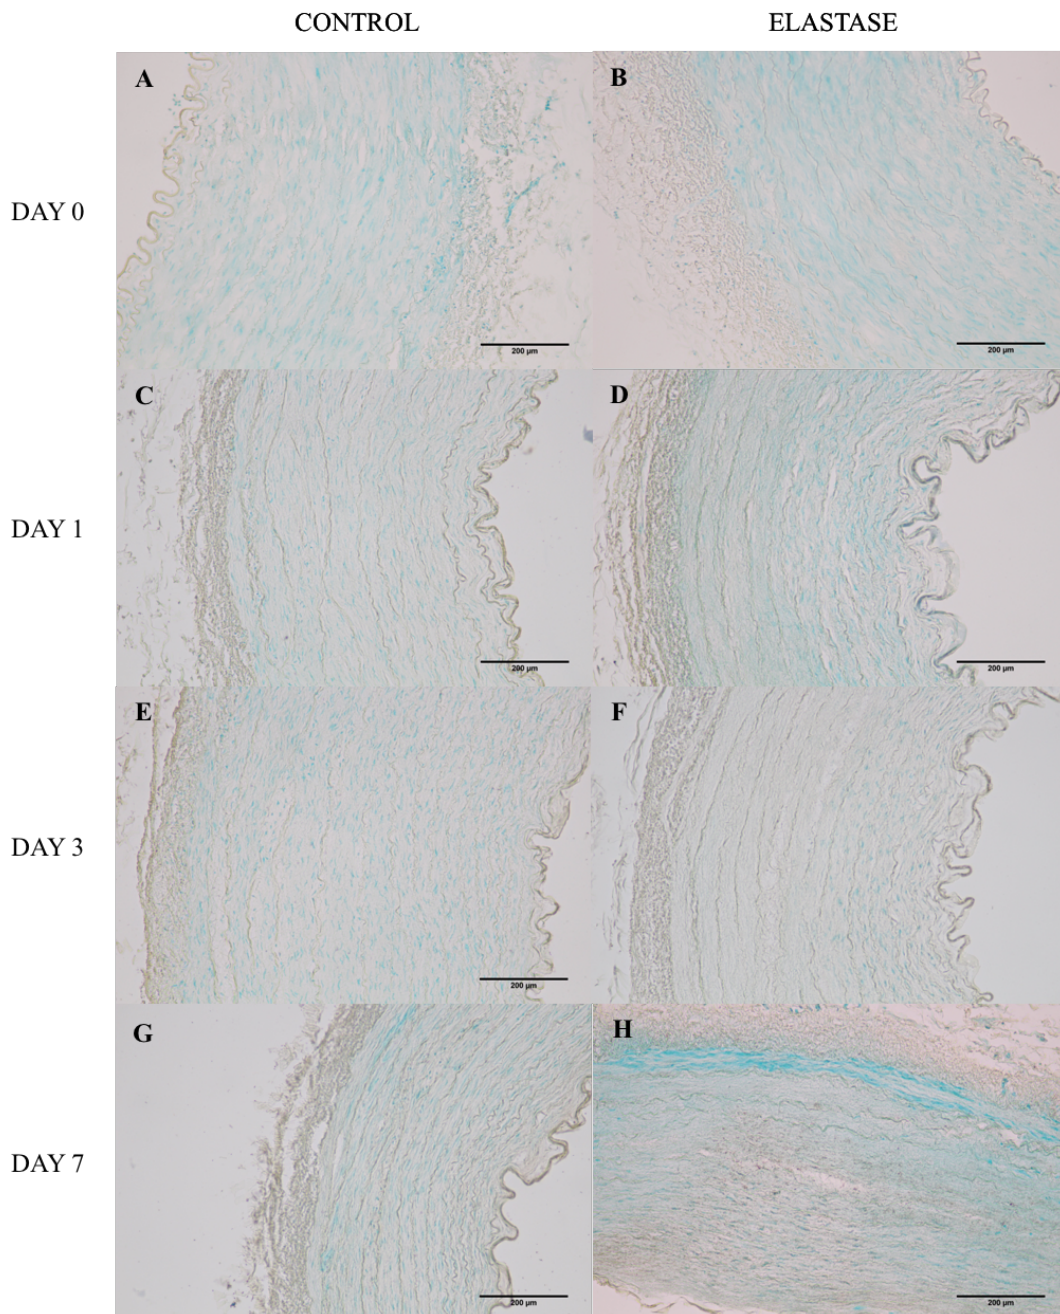 CONTROL ELASTASE
DAY 0
A B
200 µm 200 µm
DAY 1
C D
200 µm 200 µm
DAY 3
E F
200 µm 200 µm
DAY 7
G H
200 µm 200 µm